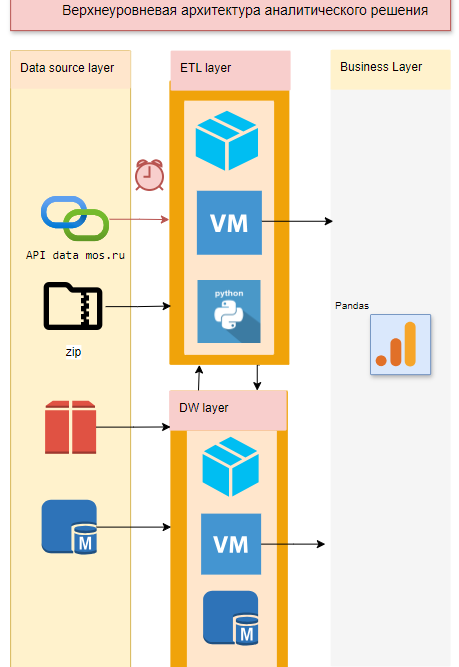 Верхнеуровневая архитектура аналитического решения
Data source layer
ETL layer
Business Layer
VM
API data mos.ru
python
Pandas
zip
DW layer
M
VM
M